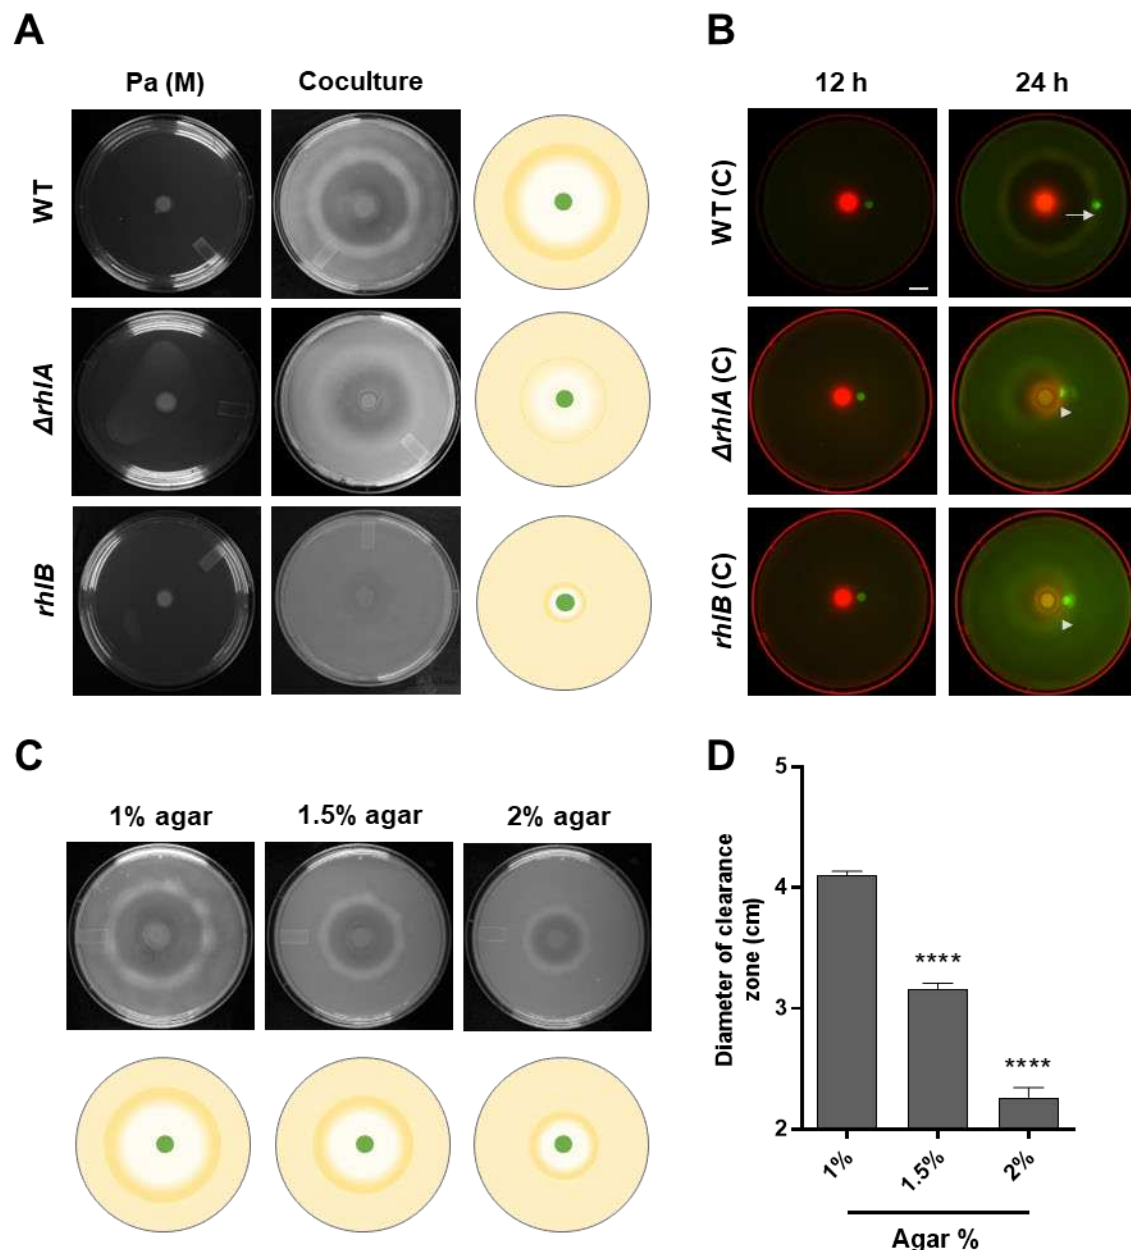 A
Pa (M)
Coculture
WT
ΔrhlA
rhlB
B
12 h
24 h
WT (C)
ΔrhlA (C)
rhlB (C)
C
1% agar
1.5% agar
2% agar
D
Diameter of clearance
zone (cm)
5
4
3
2
****
****
1%
1.5%
2%
Agar %